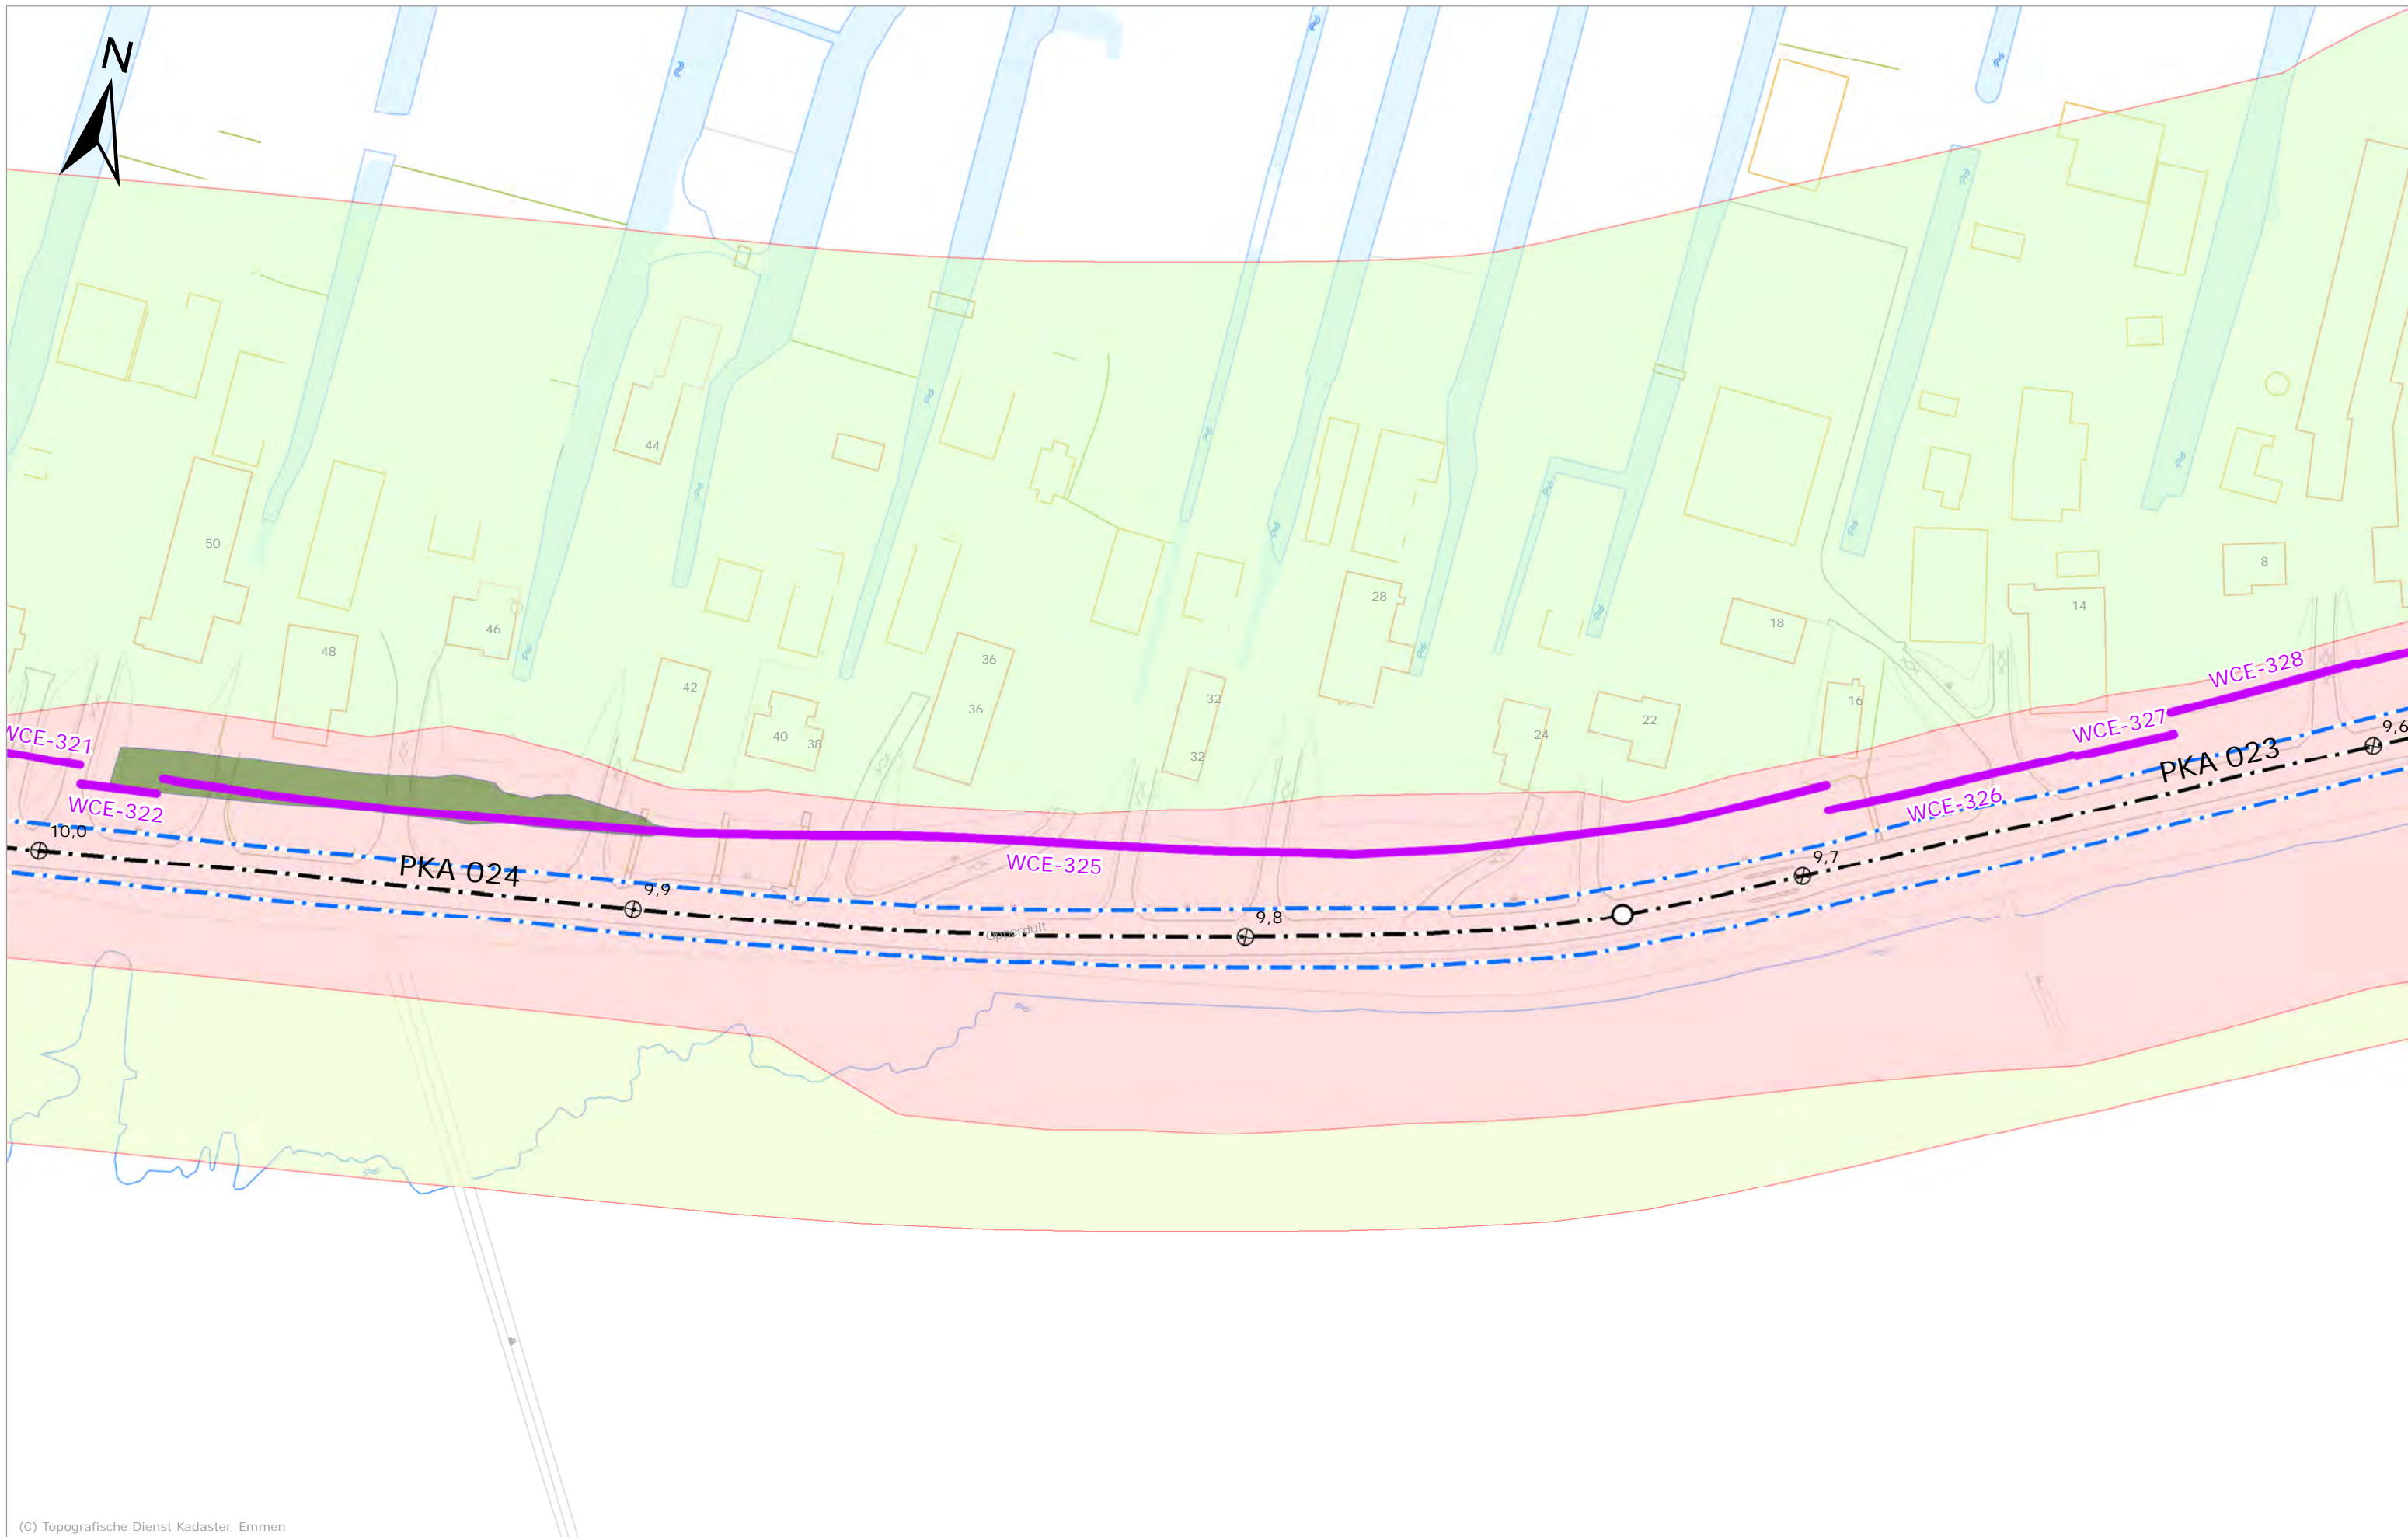 N
44
50
8
28
14
46
18
48
36
42
32
16
36
22
24
40
38
32
WCE-328
WCE-327
9,6
WCE-321
PKA 023
WCE-322
WCE-326
10,0
9,7
WCE-325
PKA 024
9,9
9,8
Opperduit
(C) Topografische Dienst Kadaster, Emmen